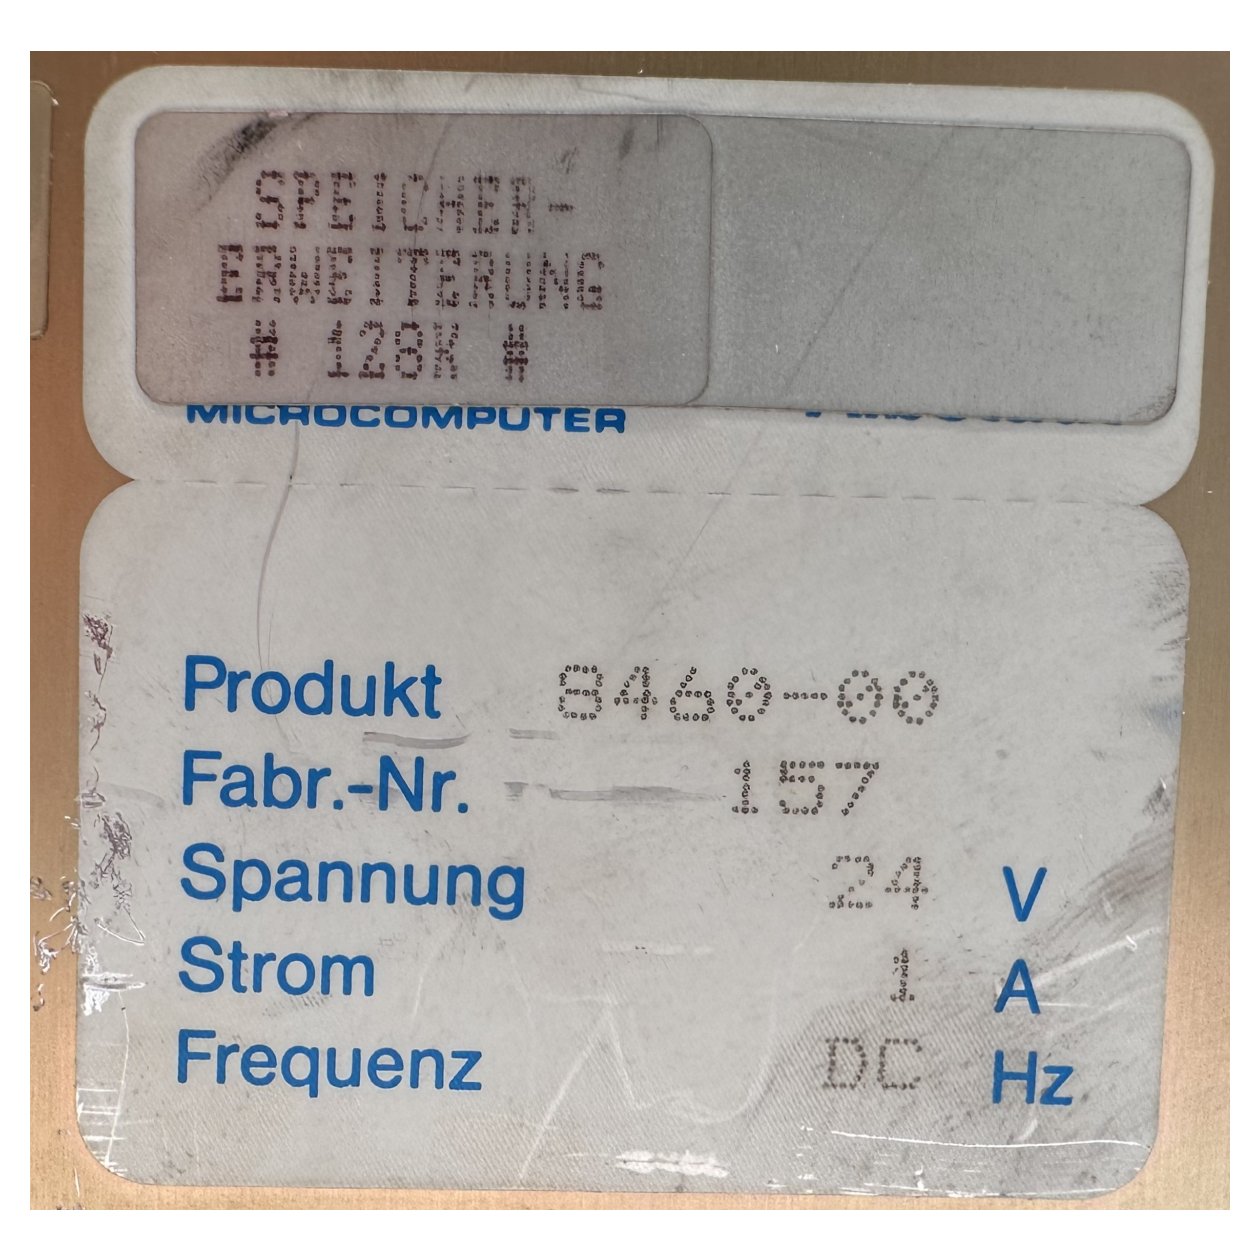 SPEICHER-
ERWEITERUNG
* 128K *
MICROCOMPUTER
Produkt 8460-00
Fabr.-Nr. 157
Spannung 24 V
Strom 1 A
Frequenz DC Hz